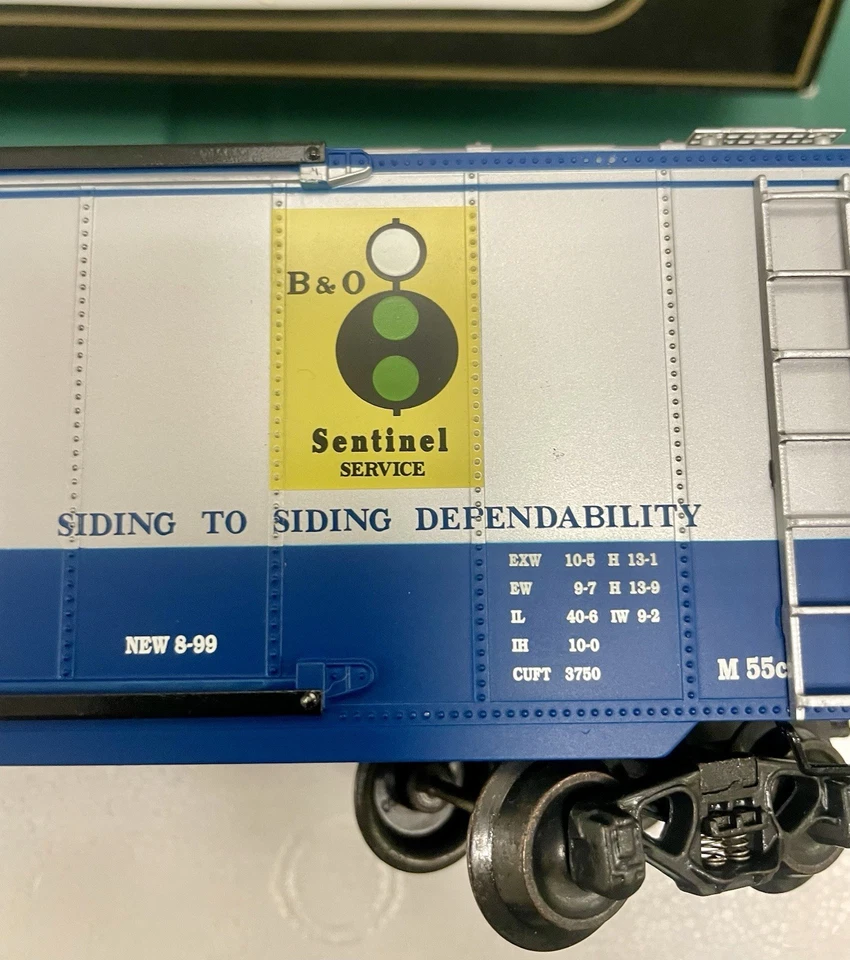 B & O
Sentinel
SERVICE
SIDING TO SIDING DEPENDABILITY
EXW 10-5 H 13-1
EW 9-7 H 13-9
IL 40-6 IW 9-2
IH 10-0
CUFT 3750
NEW 8-99
M 55c